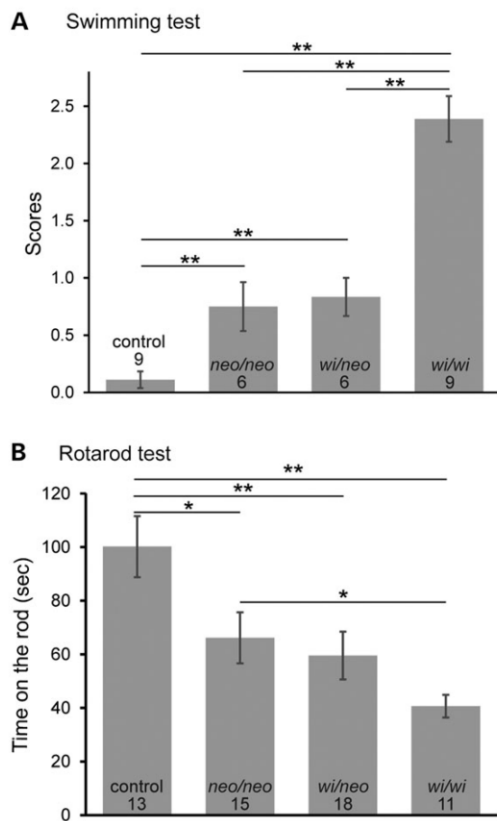 A Swimming test
**
**
**
2.5
2.0
1.5
1.0
0.5
0.0
Scores
**
**
control
9
neo/neo
6
wi/neo
6
wi/wi
9
B Rotarod test
**
**
*
*
120
100
80
60
40
20
0
Time on the rod (sec)
control
13
neo/neo
15
wi/neo
18
wi/wi
11